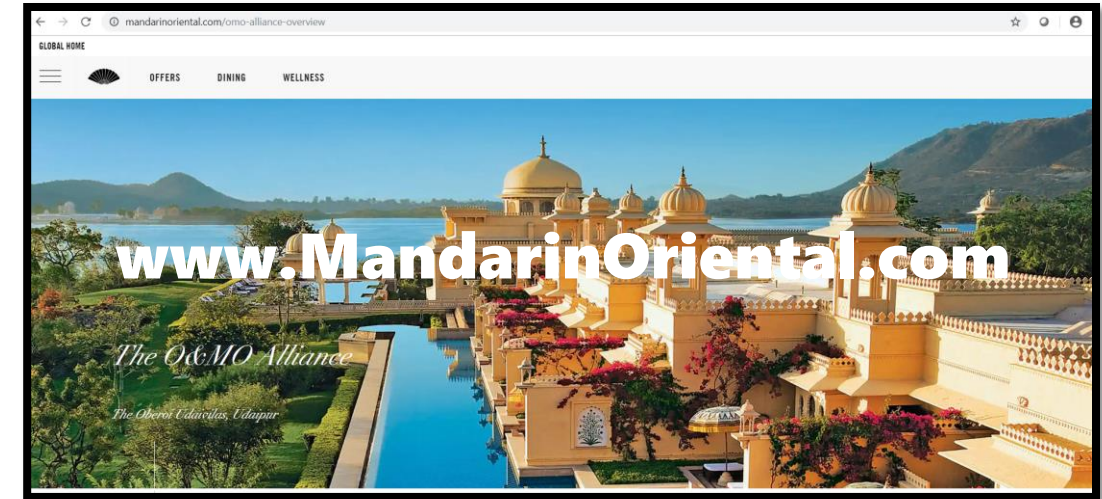 mandarinoriental.com/omo-alliance-overview
GLOBAL HOME
OFFERS DINING WELLNESS
www.MandarinOriental.com
The O&MO Alliance
The Oberoi Udaivilas, Udaipur